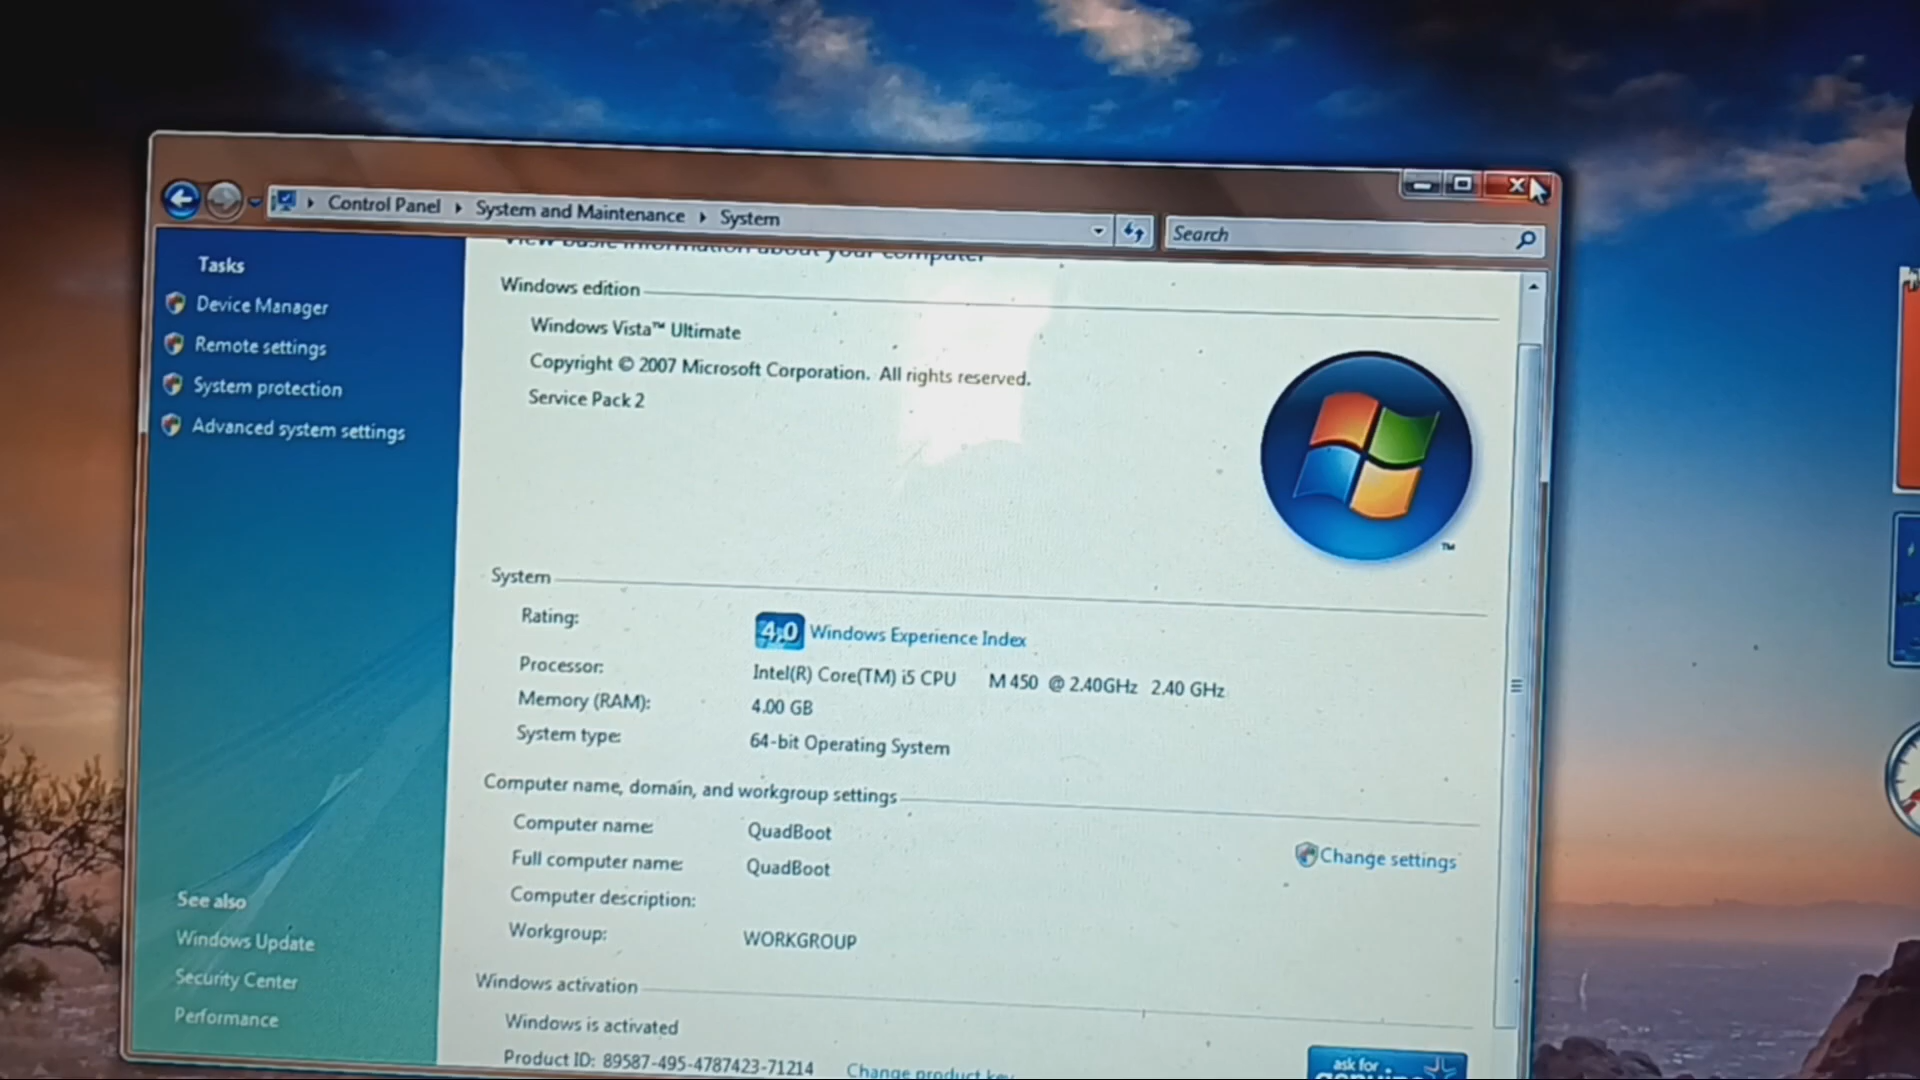 Control Panel ▸ System and Maintenance ▸ System
Search
Tasks
Device Manager
Remote settings
System protection
Advanced system settings
See also
Windows Update
Security Center
Performance
View basic information about your computer
Windows edition
Windows Vista™ Ultimate
Copyright © 2007 Microsoft Corporation. All rights reserved.
Service Pack 2
TM
System
Rating: 4,0 Windows Experience Index
Processor: Intel(R) Core(TM) i5 CPU M 450 @ 2.40GHz 2.40 GHz
Memory (RAM): 4.00 GB
System type: 64-bit Operating System
Computer name, domain, and workgroup settings
Computer name: QuadBoot
Change settings
Full computer name: QuadBoot
Computer description:
Workgroup: WORKGROUP
Windows activation
Windows is activated
Product ID: 89587-495-4787423-71214 Change product key
ask for
genuine